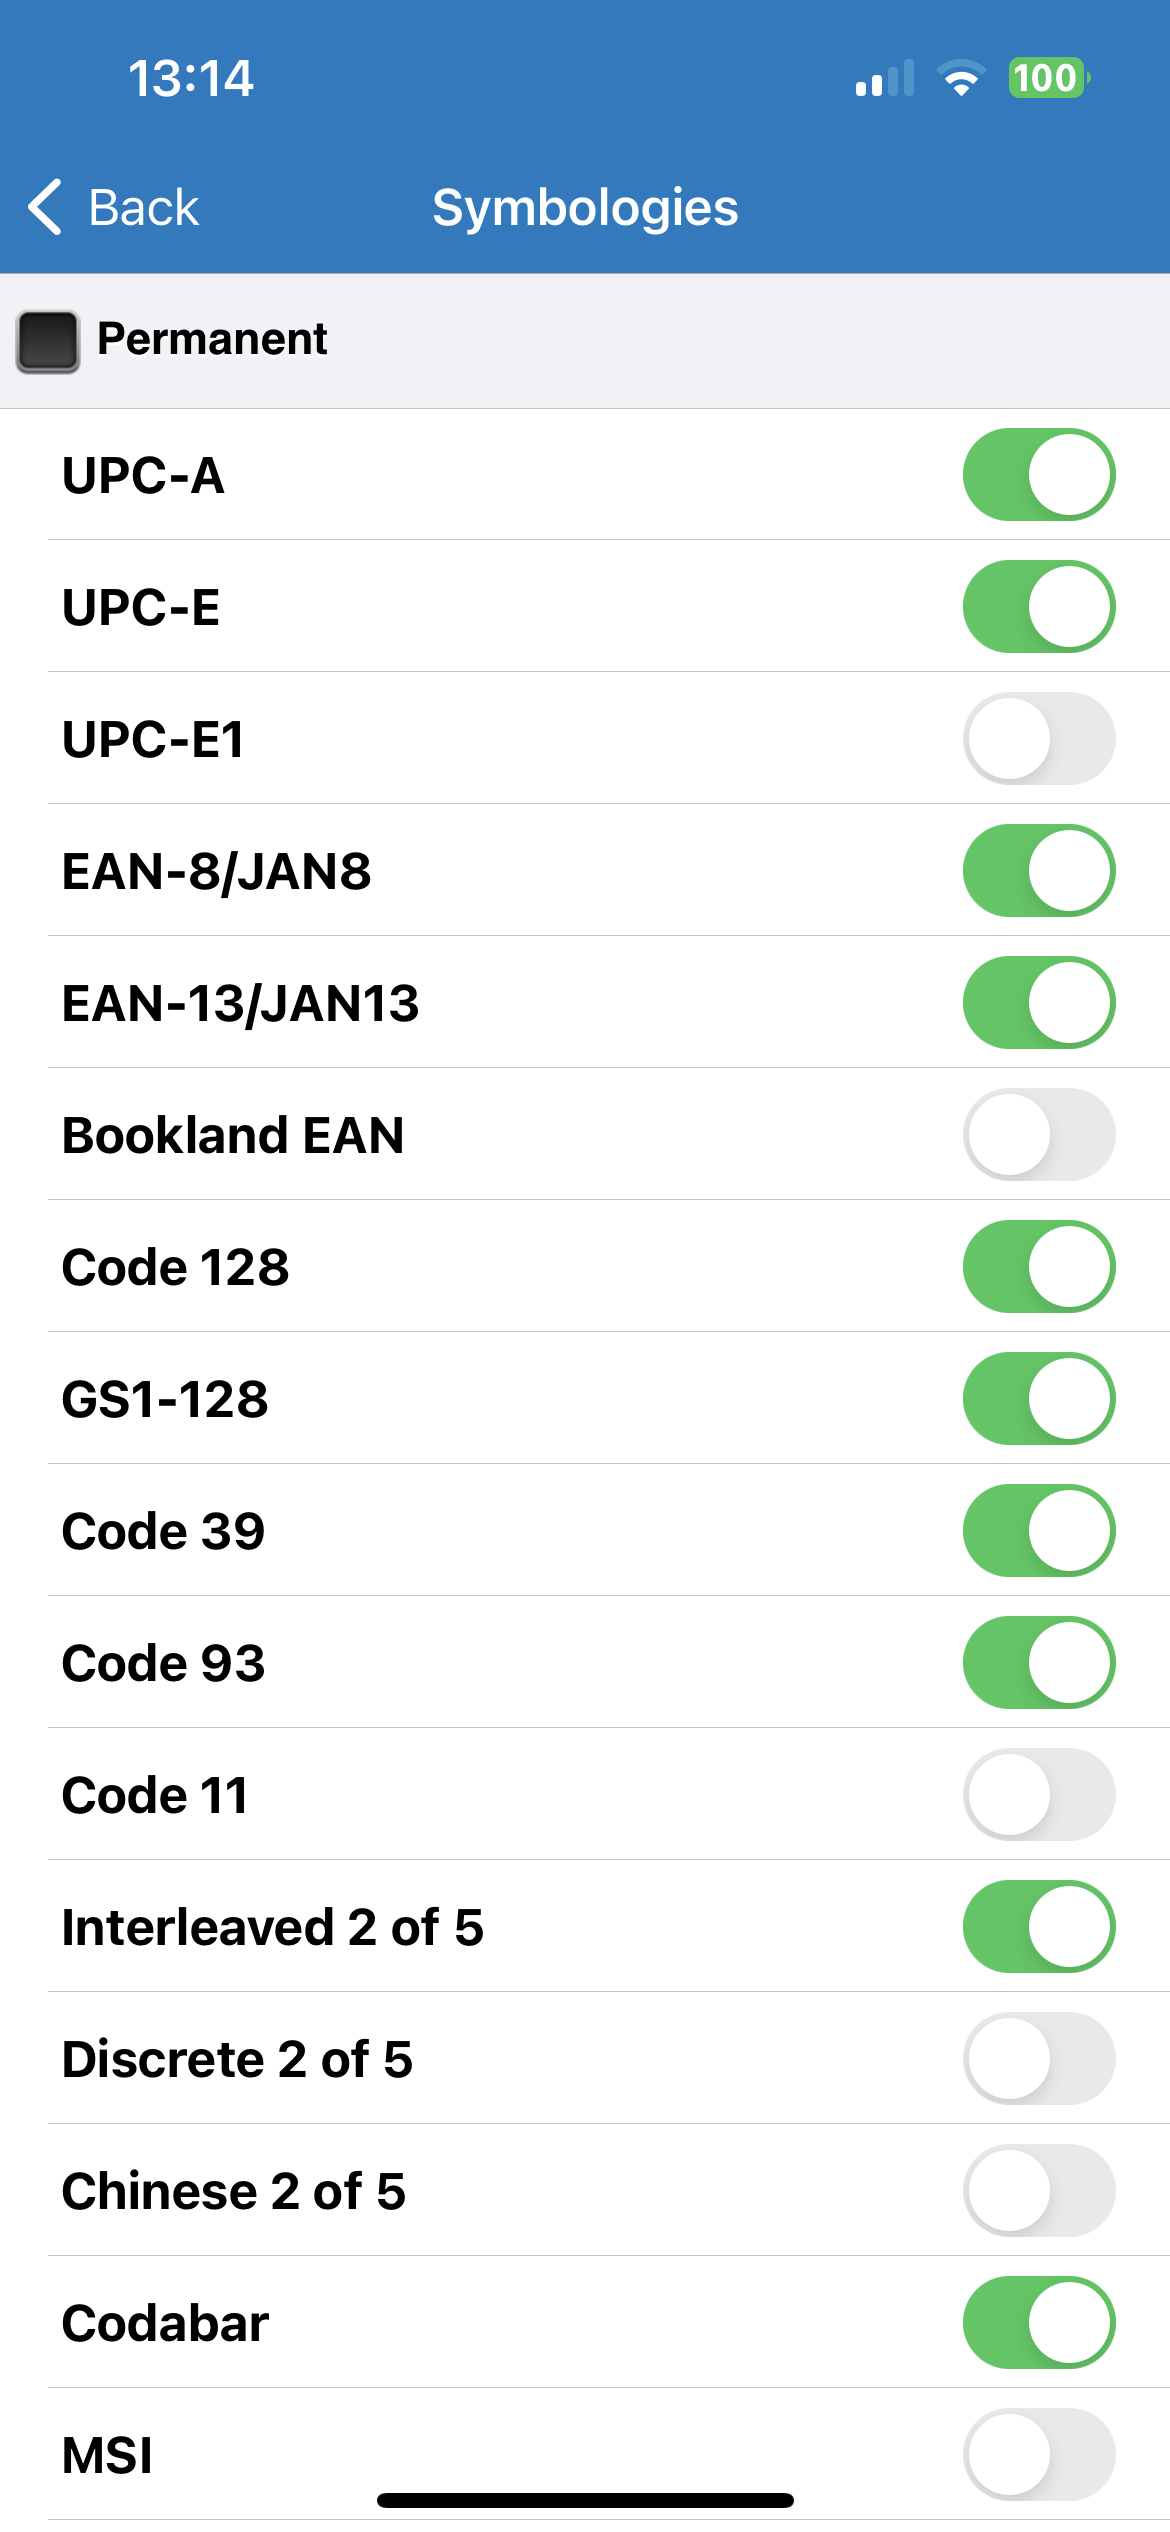 13:14
100
Back
Symbologies
Permanent
UPC-A
UPC-E
UPC-E1
EAN-8/JAN8
EAN-13/JAN13
Bookland EAN
Code 128
GS1-128
Code 39
Code 93
Code 11
Interleaved 2 of 5
Discrete 2 of 5
Chinese 2 of 5
Codabar
MSI